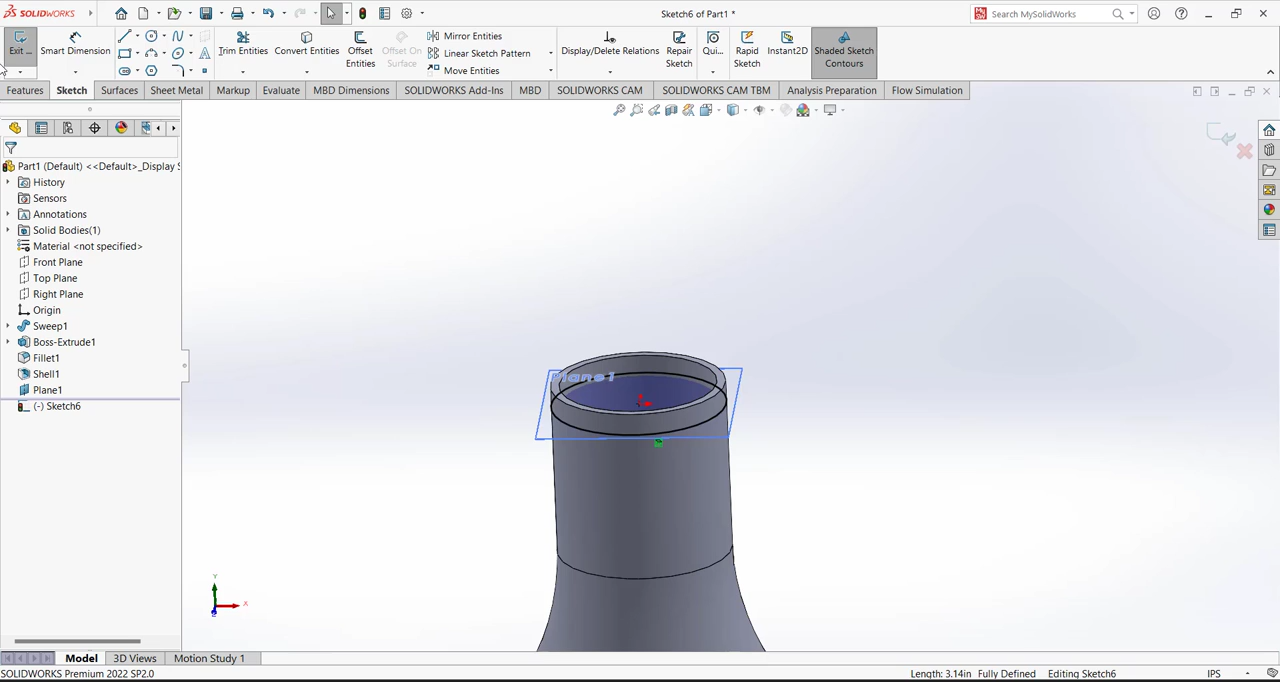 SOLIDWORKS
Sketch6 of Part1 *
Search MySolidWorks
Exit ...
Smart Dimension
Trim Entities
Convert Entities
Offset Entities
Offset On Surface
Mirror Entities
Linear Sketch Pattern
Move Entities
Display/Delete Relations
Repair Sketch
Qui...
Rapid Sketch
Instant2D
Shaded Sketch Contours
Features
Sketch
Surfaces
Sheet Metal
Markup
Evaluate
MBD Dimensions
SOLIDWORKS Add-Ins
MBD
SOLIDWORKS CAM
SOLIDWORKS CAM TBM
Analysis Preparation
Flow Simulation
Part1 (Default) <<Default>_Display S
History
Sensors
Annotations
Solid Bodies(1)
Material <not specified>
Front Plane
Top Plane
Right Plane
Origin
Sweep1
Boss-Extrude1
Fillet1
Shell1
Plane1
(-) Sketch6
Plane1
Y
X
Z
Model
3D Views
Motion Study 1
SOLIDWORKS Premium 2022 SP2.0
Length: 3.14in
Fully Defined
Editing Sketch6
IPS